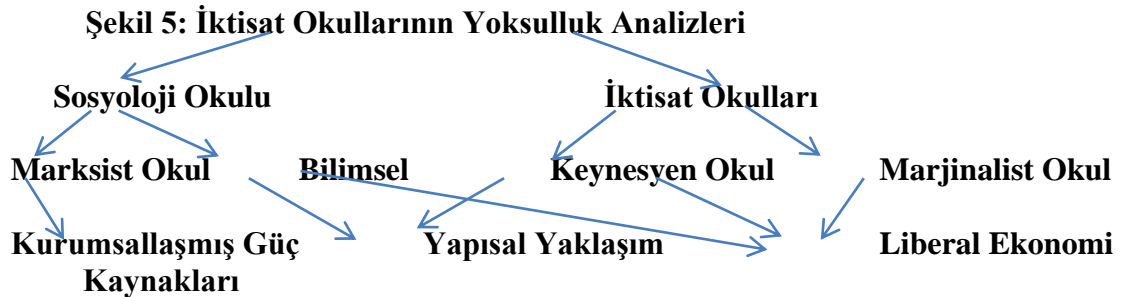 Şekil 5: İktisat Okullarının Yoksulluk Analizleri
Sosyoloji Okulu İktisat Okulları
Marksist Okul Bilimsel Keynesyen Okul Marjinalist Okul
Kurumsallaşmış Güç Yapısal Yaklaşım Liberal Ekonomi
Kaynakları